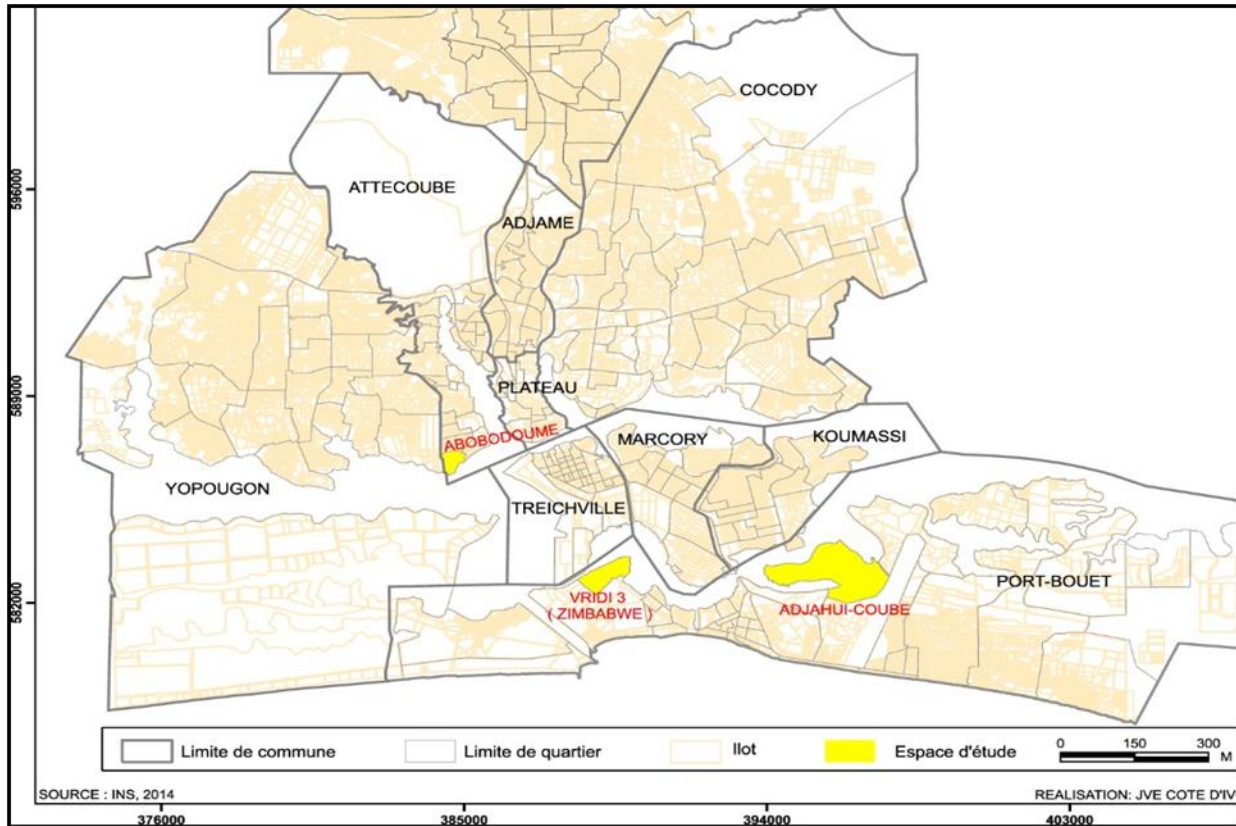 COCODY
ATTECOUBE
ADJAME
PLATEAU
ABOBODOUME
MARCORY
KOUMASSI
YOPOUGON
TREICHVILLE
PORT-BOUET
VRIDI 3
( ZIMBABWE )
ADJAHUI-COUBE
596000
589000
582000
Limite de commune
Limite de quartier
Ilot
Espace d'étude
0 150 300
M
SOURCE : INS, 2014
REALISATION: JVE COTE D'IV
376000 385000 394000 403000